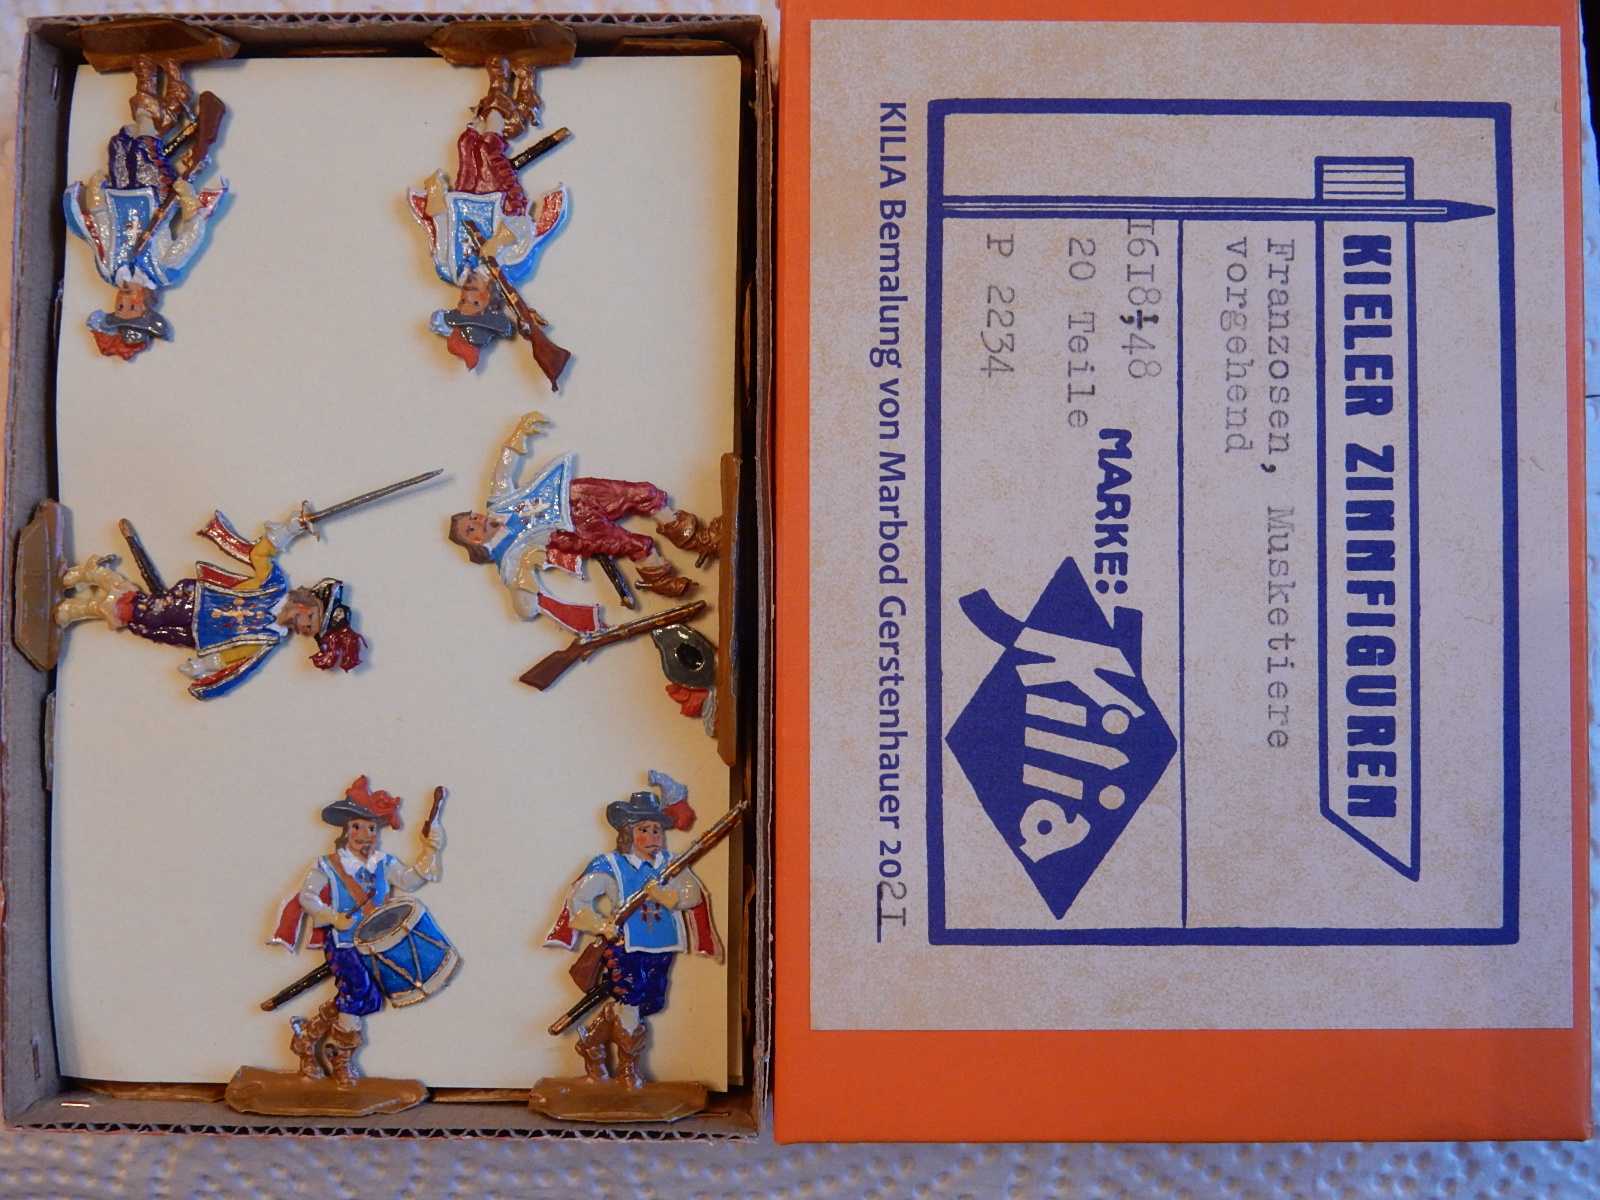 KIELER ZINNFIGUREN
Franzosen, Musketiere
vorgehend
1618÷48
20 Teile
P 2234
MARKE:
Kilia
KILIA Bemalung von Marbod Gerstenhauer 2021